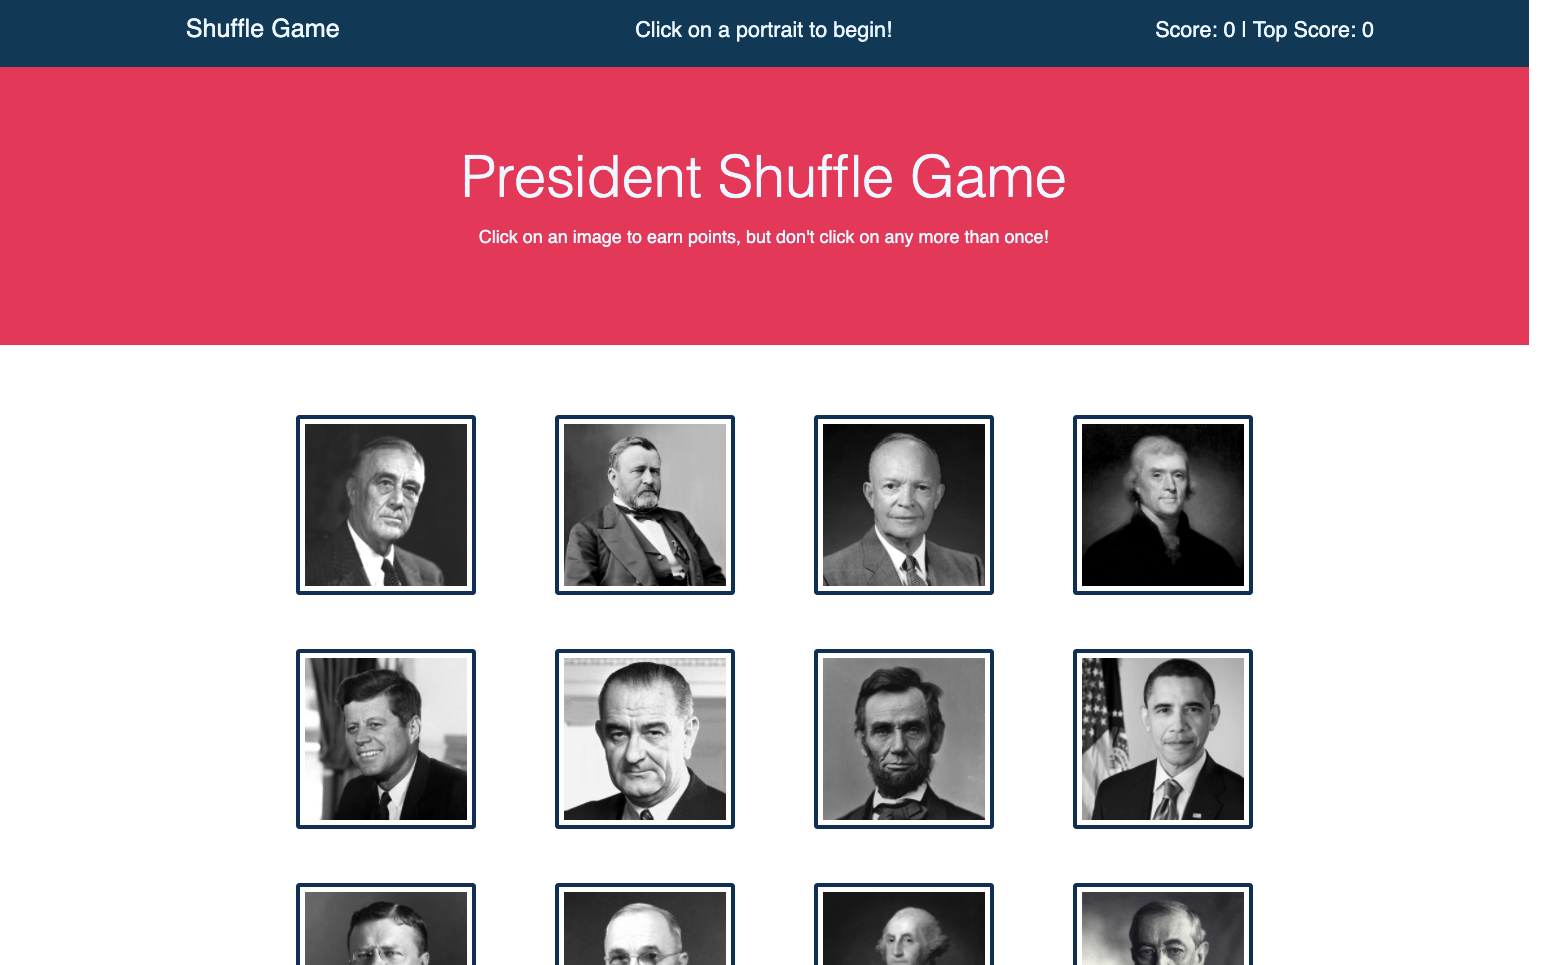 Shuffle Game
Click on a portrait to begin!
Score: 0 | Top Score: 0
President Shuffle Game
Click on an image to earn points, but don't click on any more than once!